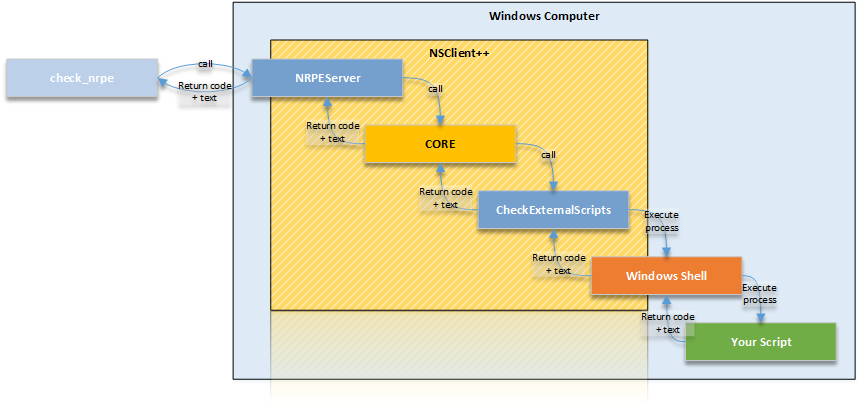 Windows Computer
NSClient++
check_nrpe
call
Return code
+ text
NRPEServer
call
Return code
+ text
CORE
call
Return code
+ text
CheckExternalScripts
Execute
process
Return code
+ text
Windows Shell
Execute
process
Return code
+ text
Your Script